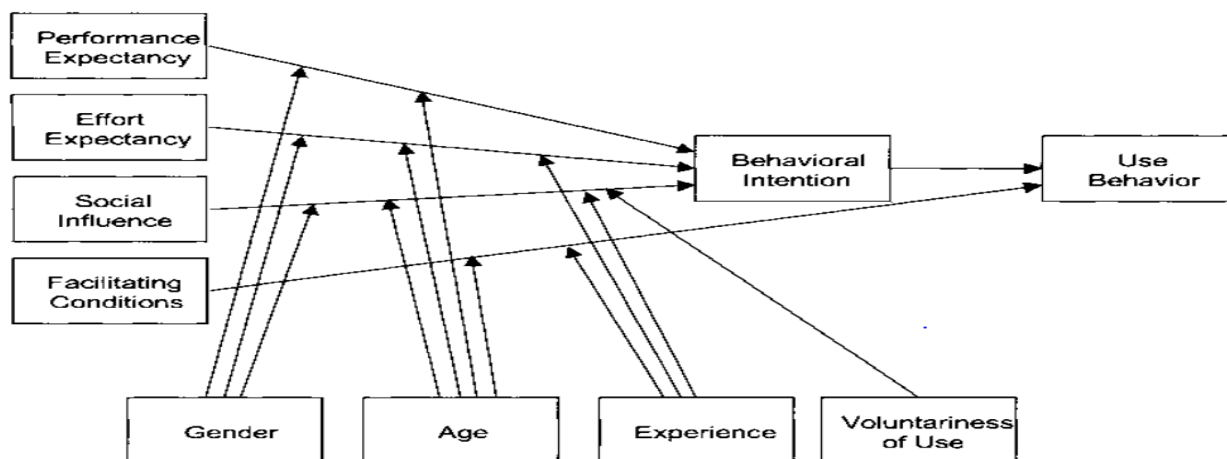 Performance
Expectancy
Effort
Expectancy
Social
Influence
Facilitating
Conditions
Behavioral
Intention
Use
Behavior
Gender
Age
Experience
Voluntariness
of Use